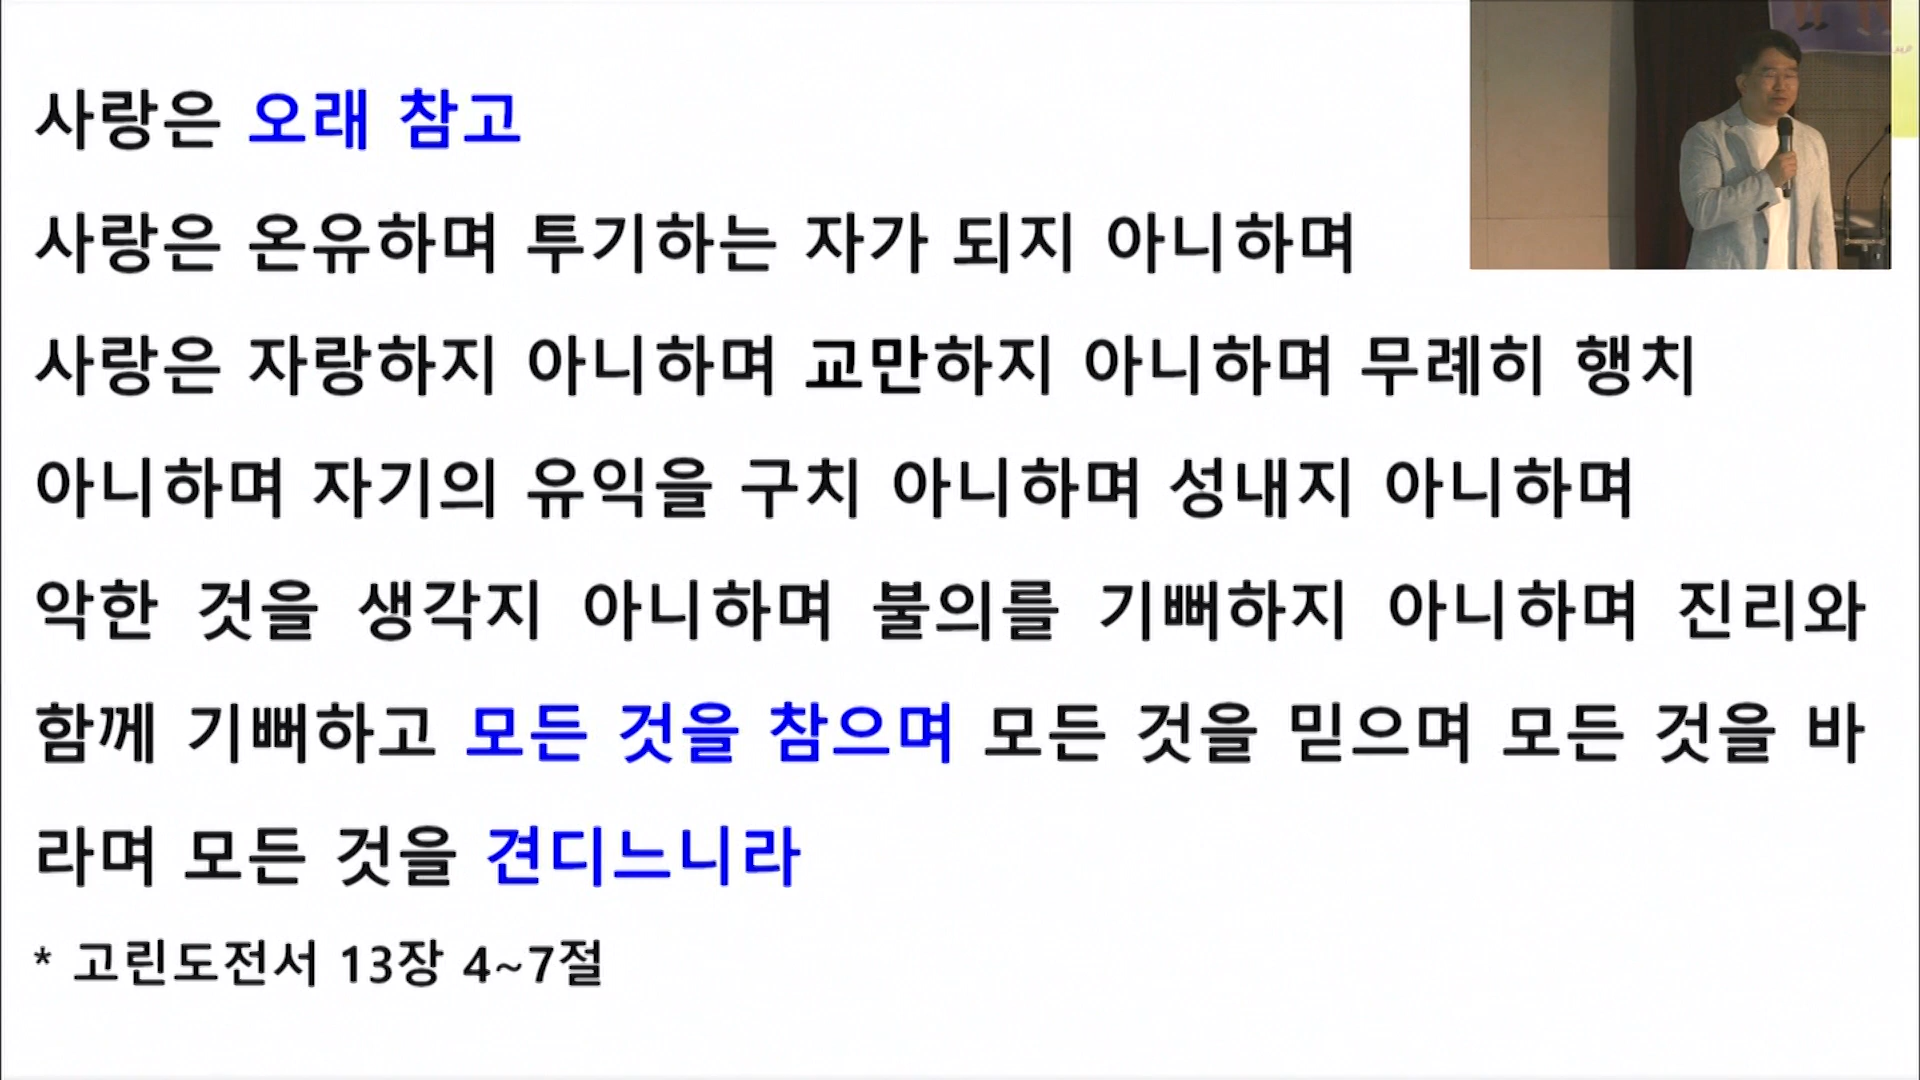 사랑은 오래 참고
사랑은 온유하며 투기하는 자가 되지 아니하며
사랑은 자랑하지 아니하며 교만하지 아니하며 무례히 행치
아니하며 자기의 유익을 구치 아니하며 성내지 아니하며
악한 것을 생각지 아니하며 불의를 기뻐하지 아니하며 진리와
함께 기뻐하고 모든 것을 참으며 모든 것을 믿으며 모든 것을 바
라며 모든 것을 견디느니라
* 고린도전서 13장 4~7절